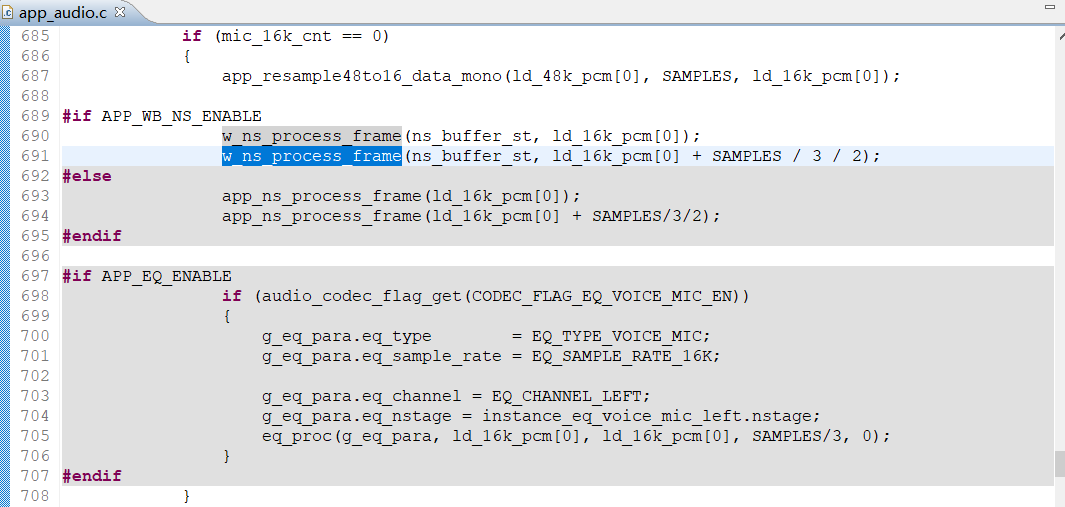 app_audio.c
685 if (mic_16k_cnt == 0)
686 {
687 app_resample48to16_data_mono(ld_48k_pcm[0], SAMPLES, ld_16k_pcm[0]);
688
689 #if APP_WB_NS_ENABLE
690 w_ns_process_frame(ns_buffer_st, ld_16k_pcm[0]);
691 w_ns_process_frame(ns_buffer_st, ld_16k_pcm[0] + SAMPLES / 3 / 2);
692 #else
693 app_ns_process_frame(ld_16k_pcm[0]);
694 app_ns_process_frame(ld_16k_pcm[0] + SAMPLES/3/2);
695 #endif
696
697 #if APP_EQ_ENABLE
698 if (audio_codec_flag_get(CODEC_FLAG_EQ_VOICE_MIC_EN))
699 {
700 g_eq_para.eq_type = EQ_TYPE_VOICE_MIC;
701 g_eq_para.eq_sample_rate = EQ_SAMPLE_RATE_16K;
702
703 g_eq_para.eq_channel = EQ_CHANNEL_LEFT;
704 g_eq_para.eq_nstage = instance_eq_voice_mic_left.nstage;
705 eq_proc(g_eq_para, ld_16k_pcm[0], ld_16k_pcm[0], SAMPLES/3, 0);
706 }
707 #endif
708 }